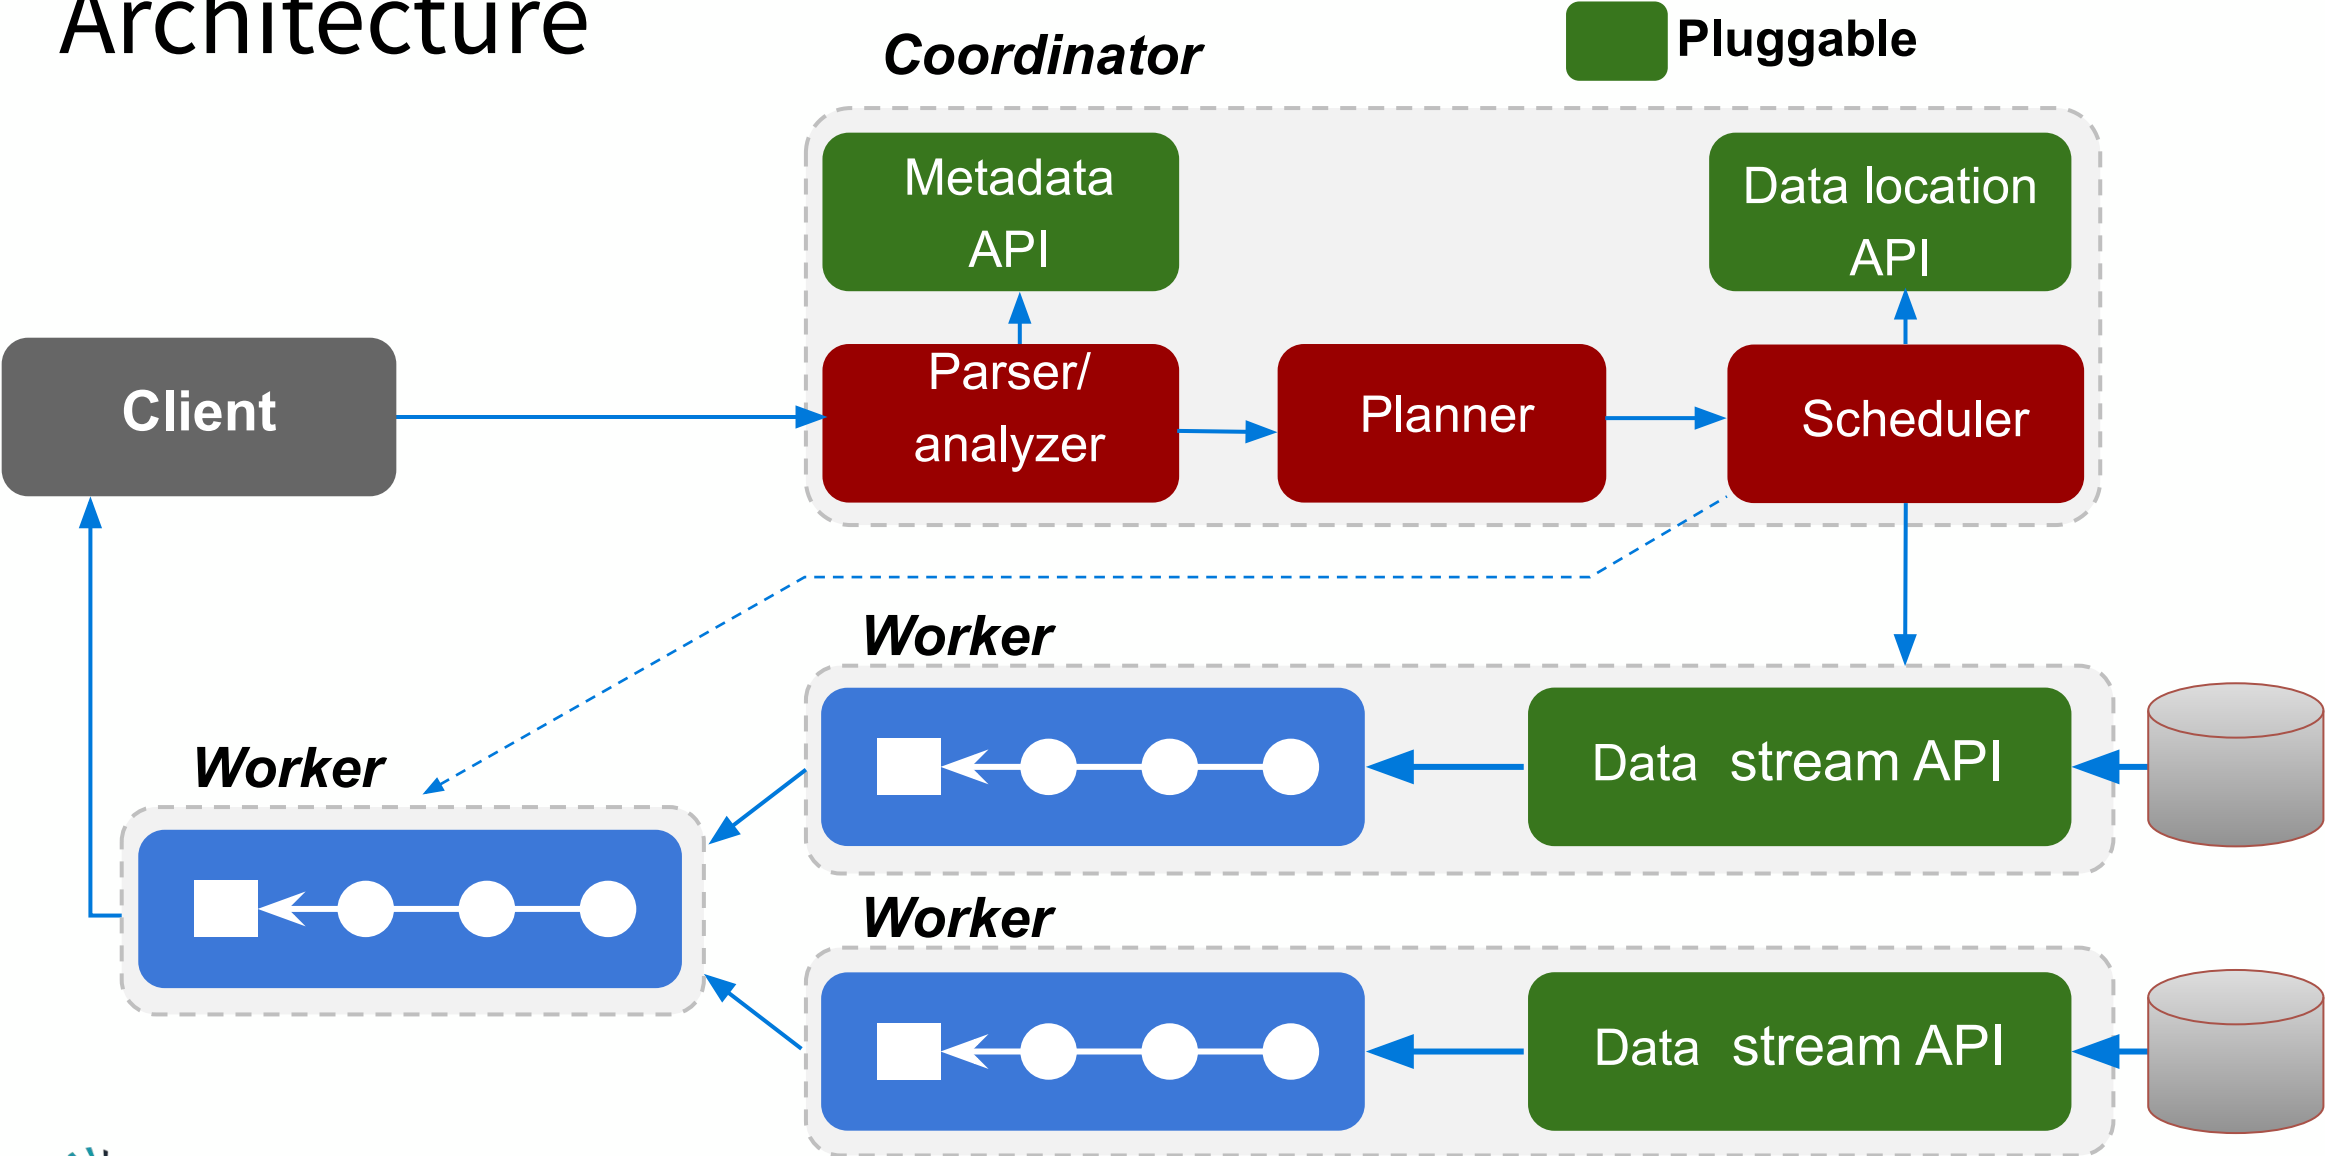 Architecture
Coordinator
Pluggable
Metadata
API
Data location
API
Client
Parser/
analyzer
Planner
Scheduler
Worker
Data stream API
Worker
Worker
Data stream API